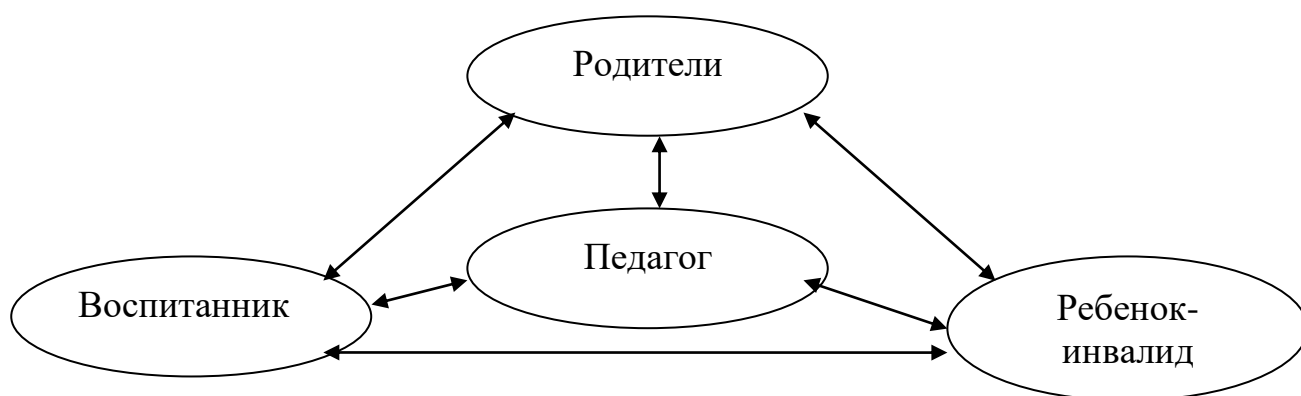 Родители
Педагог
Воспитанник
Ребенок-
инвалид